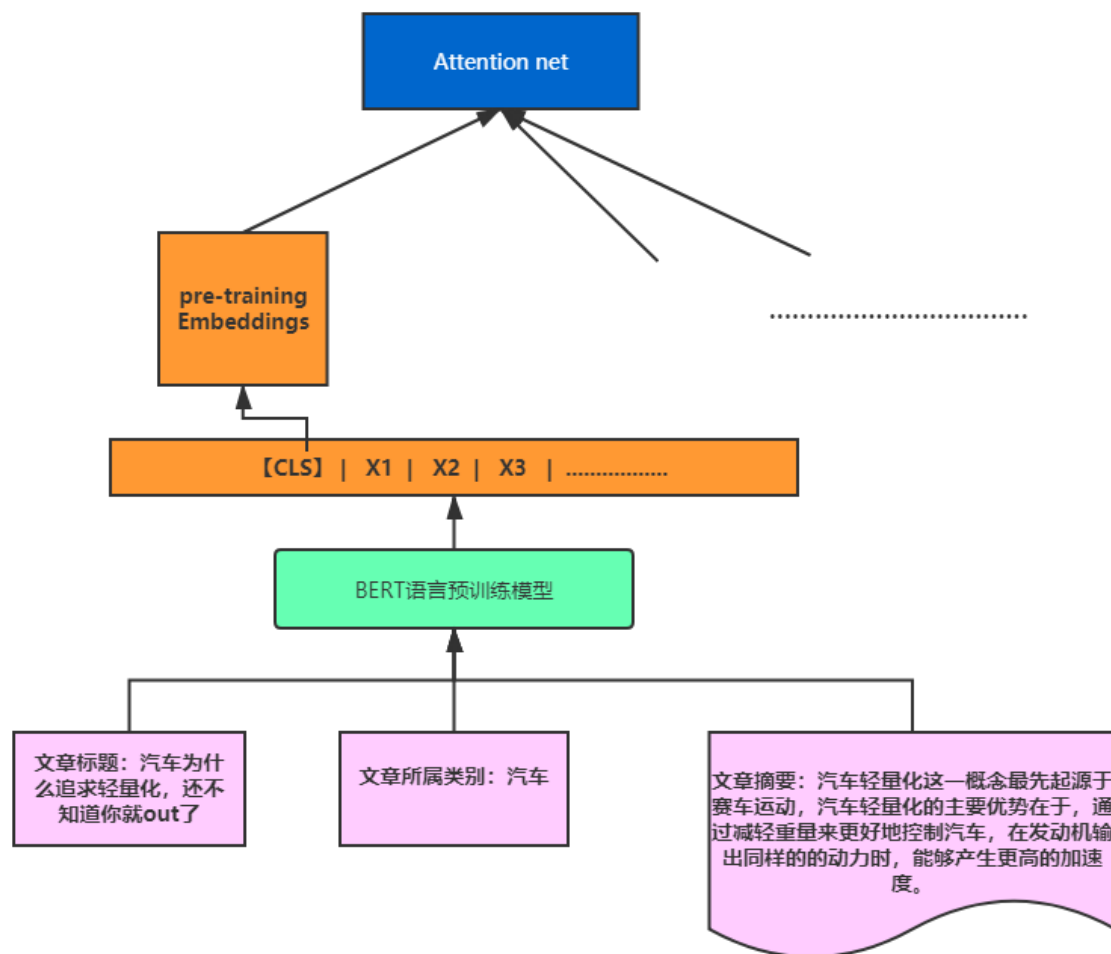 Attention net
pre-training
Embeddings
.................................
【CLS】 | X1 | X2 | X3 | .................
BERT语言预训练模型
文章标题：汽车为什
么追求轻量化，还不
知道你就out了
文章所属类别：汽车
文章摘要：汽车轻量化这一概念最先起源于
赛车运动，汽车轻量化的主要优势在于，通
过减轻重量来更好地控制汽车，在发动机输
出同样的的动力时，能够产生更高的加速
度。